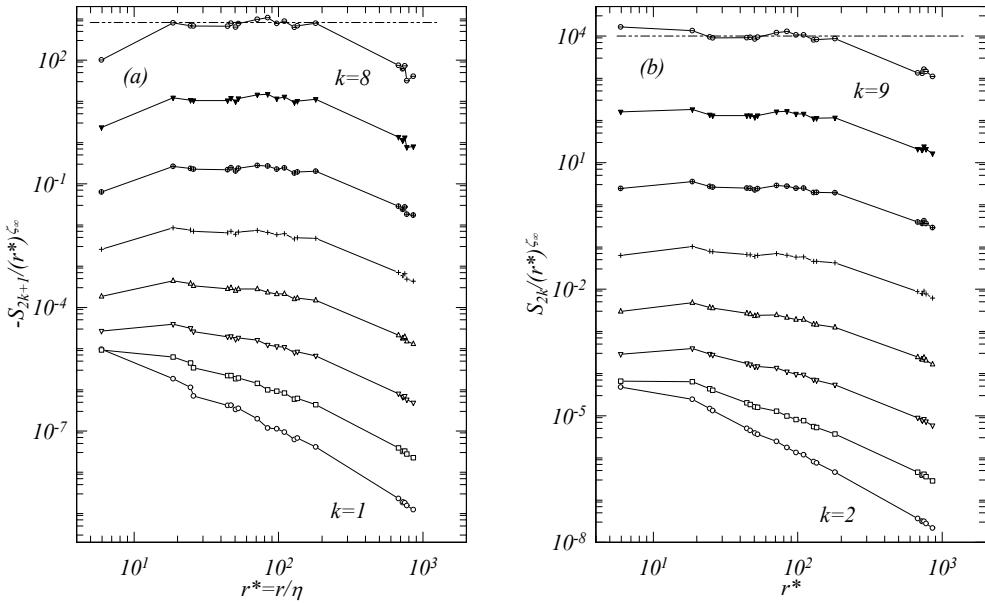 (a)
k=8
k=1
10^2
10^-1
10^-4
10^-7
-S_{2k+1}/(r*)^{ζ_∞}
10^1
10^2
10^3
r*=r/η
(b)
k=9
k=2
10^4
10^1
10^-2
10^-5
10^-8
S_{2k}/(r*)^{ζ_∞}
10^1
10^2
10^3
r*